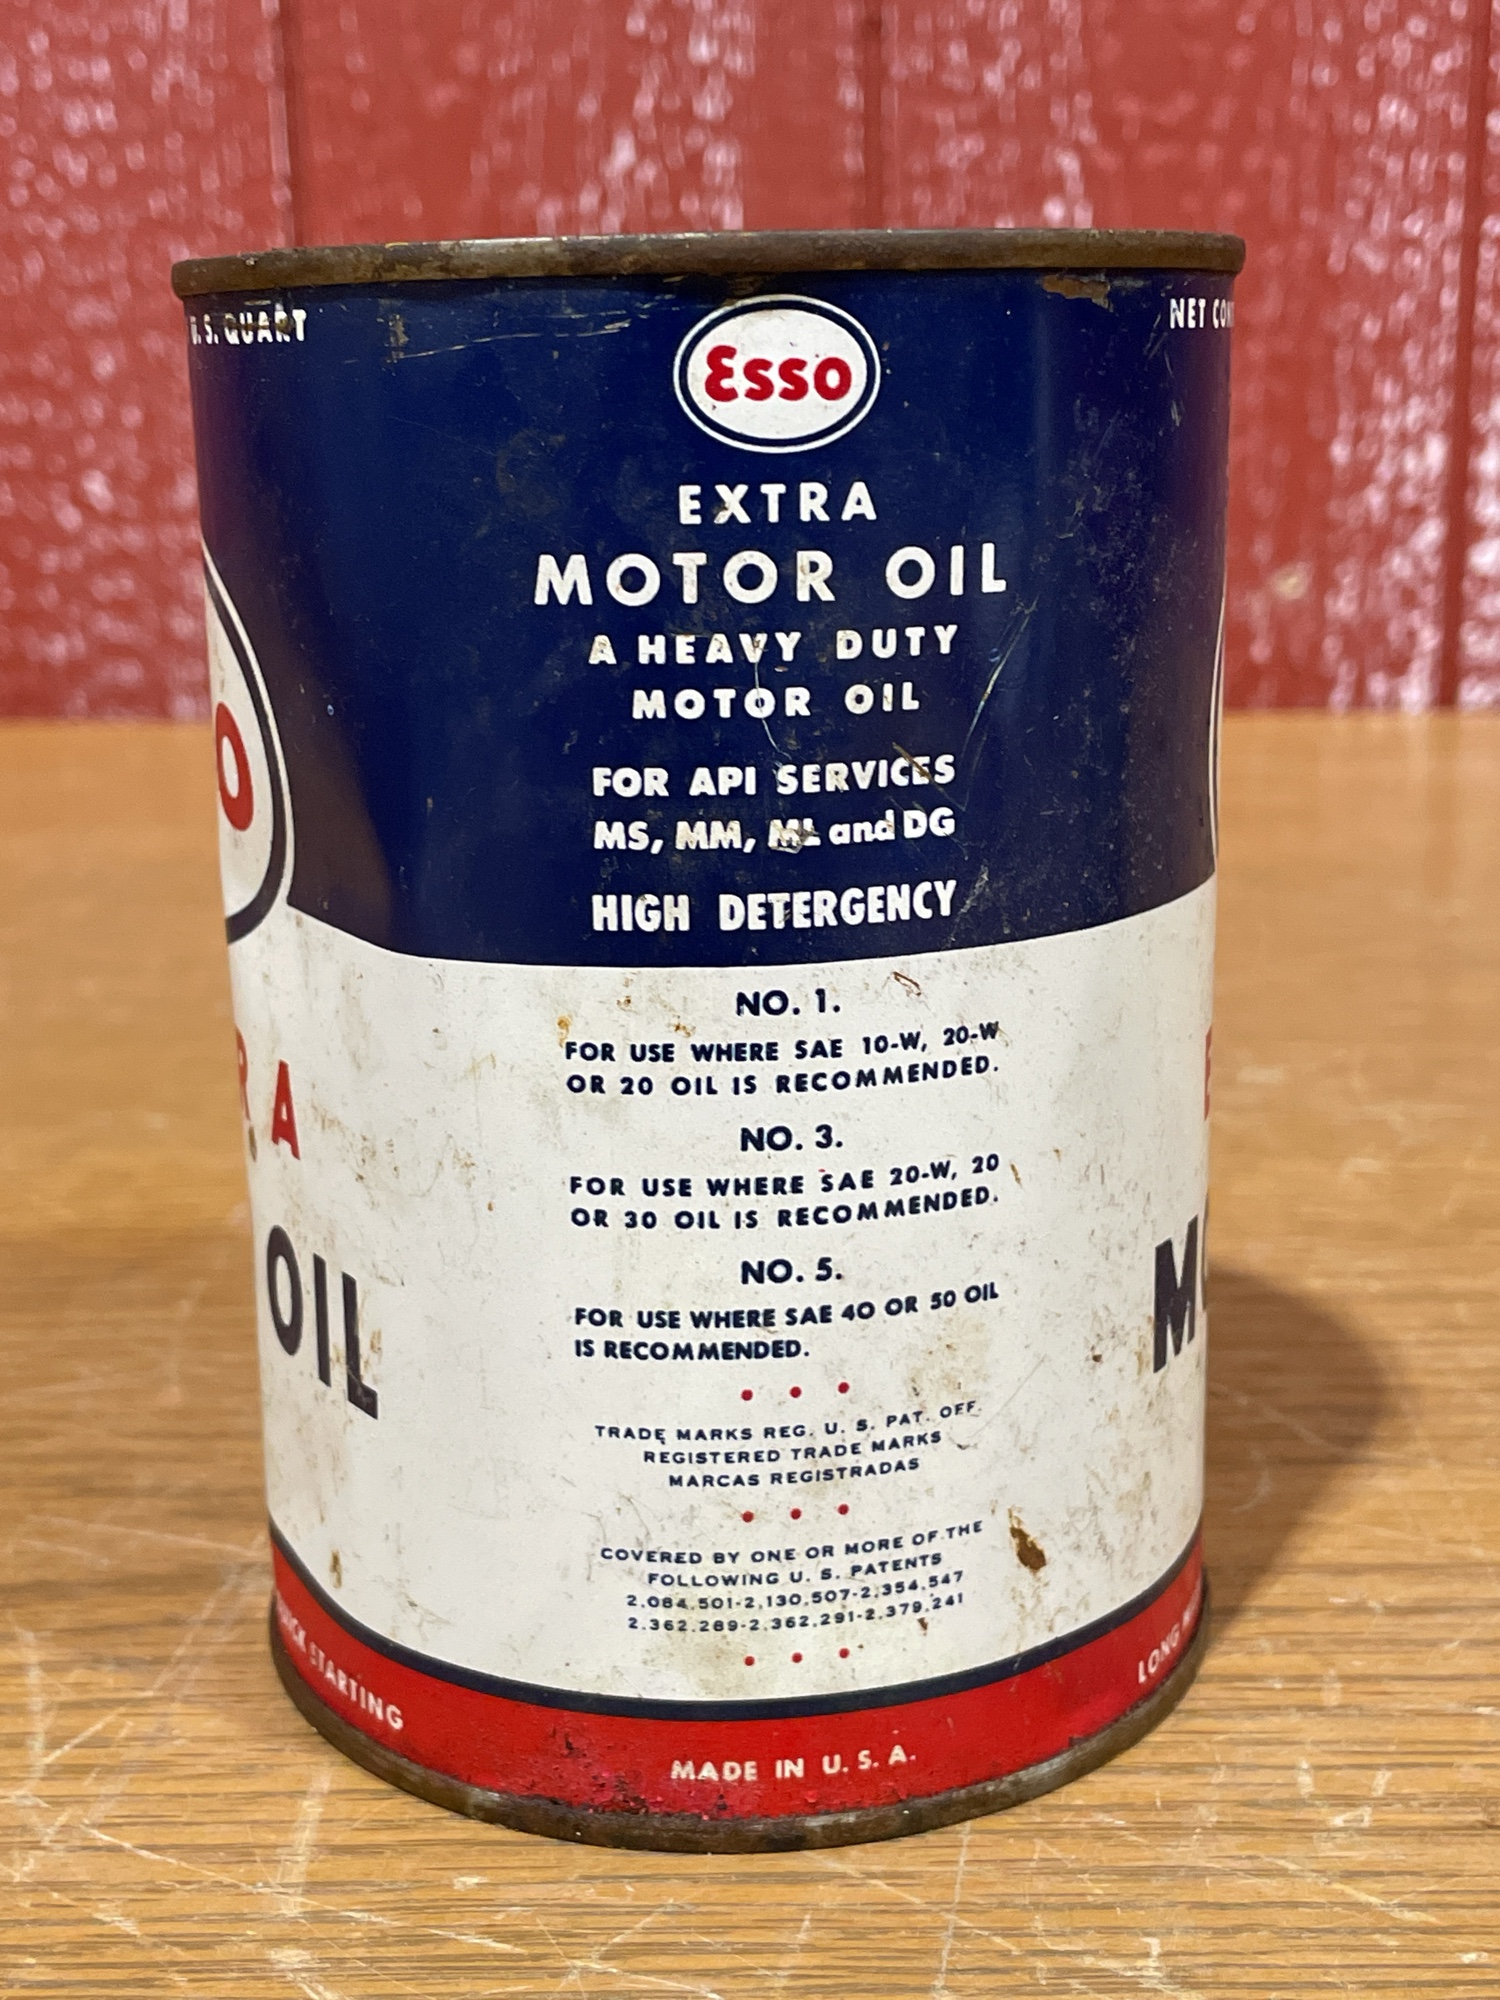 U.S. QUART
NET
Esso
EXTRA
MOTOR OIL
A HEAVY DUTY
MOTOR OIL
FOR API SERVICES
MS, MM, ML and DG
HIGH DETERGENCY
OIL
NO. 1.
FOR USE WHERE SAE 10-W, 20-W
OR 20 OIL IS RECOMMENDED.
NO. 3.
FOR USE WHERE SAE 20-W, 20
OR 30 OIL IS RECOMMENDED.
NO. 5.
FOR USE WHERE SAE 40 OR 50 OIL
IS RECOMMENDED.
TRADE MARKS REG. U. S. PAT. OFF.
REGISTERED TRADE MARKS
MARCAS REGISTRADAS
COVERED BY ONE OR MORE OF THE
FOLLOWING U. S. PATENTS
2,084,501-2,130,507-2,354,547
2,362,289-2,362,291-2,379,241
STARTING
MADE IN U. S. A.
LONG